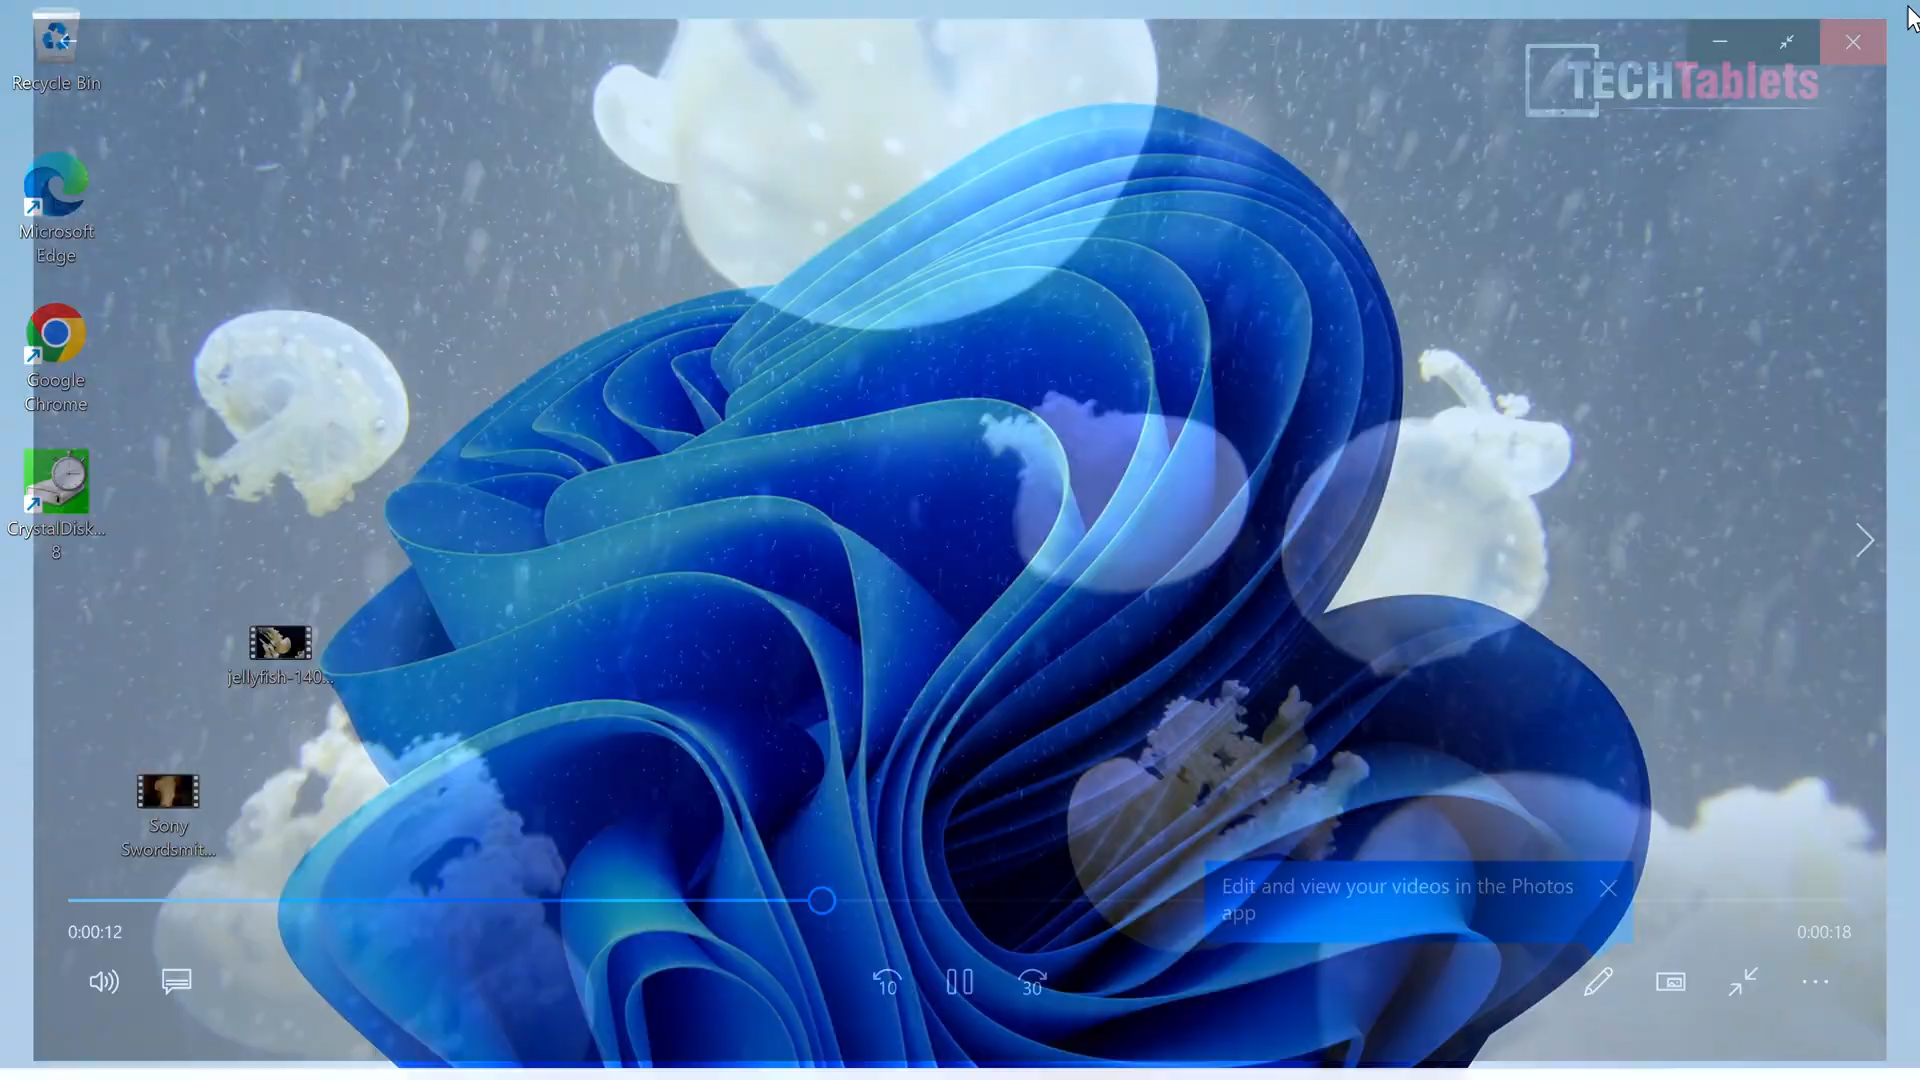 Recycle Bin
TECHTablets
Microsoft
Edge
Google
Chrome
CrystalDisk...
8
jellyfish-140...
Sony
Swordsmit...
Edit and view your videos in the Photos
app
0:00:12
0:00:18
10
30